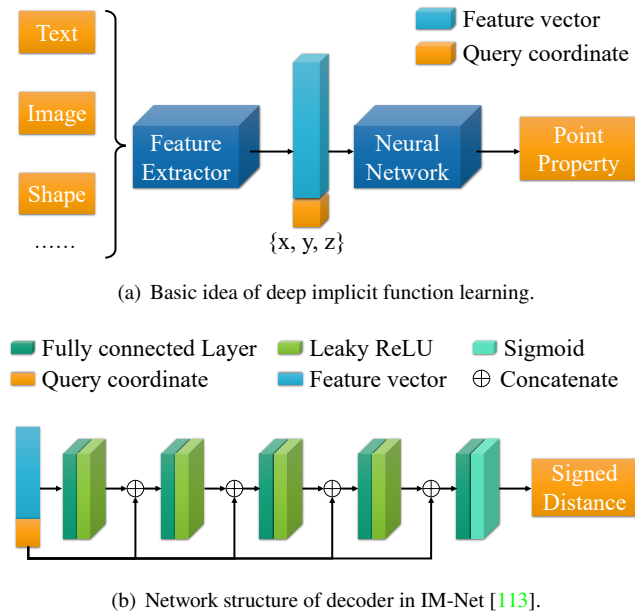 Text
Image
Shape
......
Feature
Extractor
{x, y, z}
Neural
Network
Point
Property
Feature vector
Query coordinate
(a) Basic idea of deep implicit function learning.
Fully connected Layer
Leaky ReLU
Sigmoid
Query coordinate
Feature vector
⊕ Concatenate
Signed
Distance
(b) Network structure of decoder in IM-Net [113].